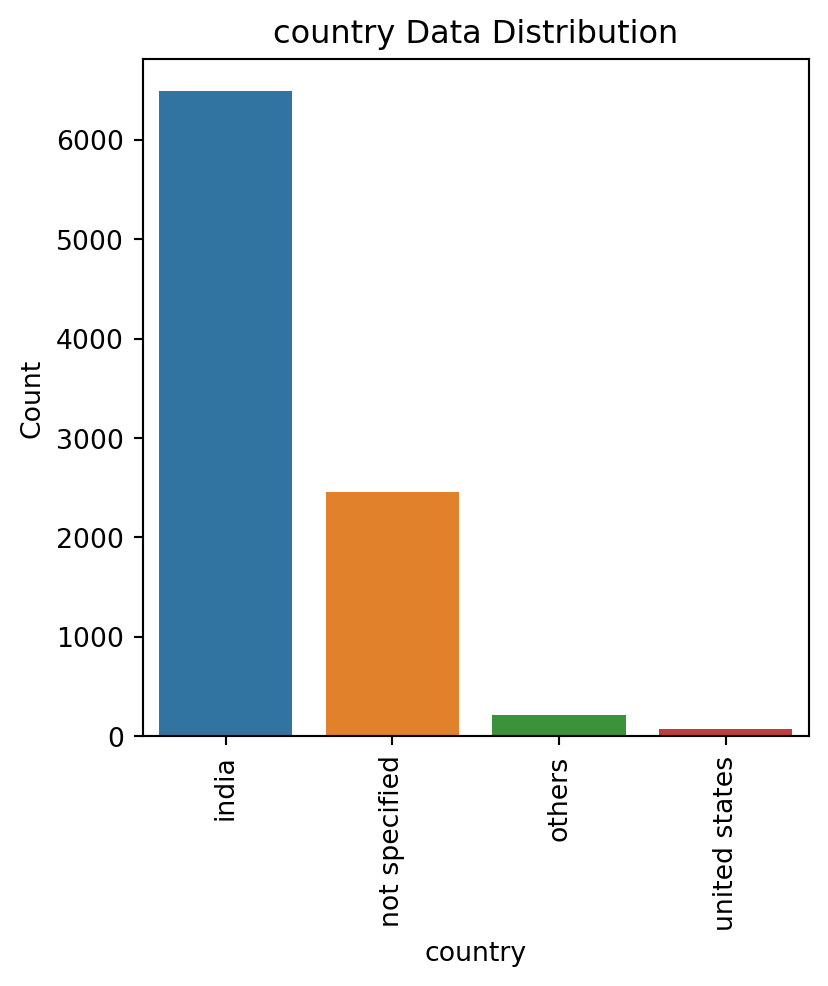 country Data Distribution
6000
5000
4000
3000
2000
1000
0
Count
india
not specified
others
united states
country